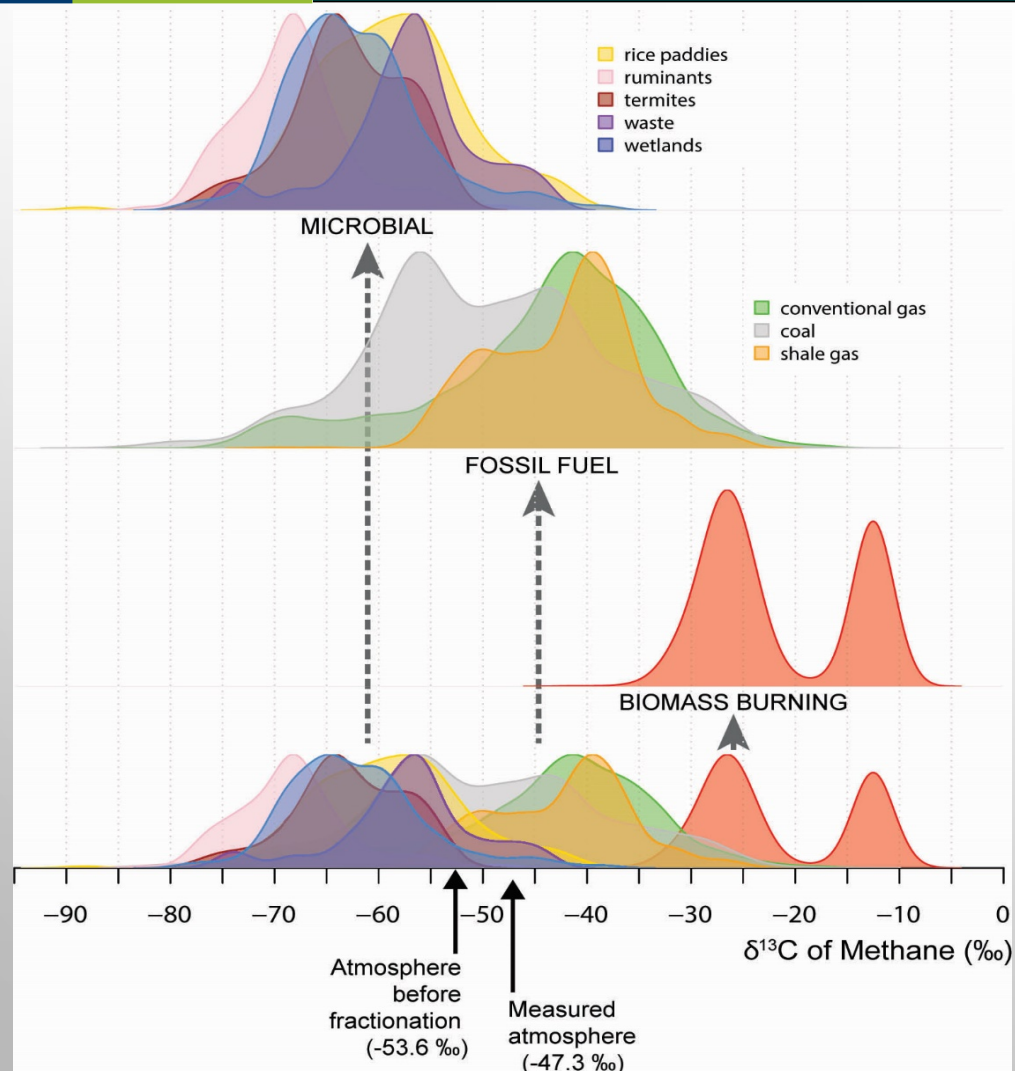 rice paddies
ruminants
termites
waste
wetlands
MICROBIAL
conventional gas
coal
shale gas
FOSSIL FUEL
BIOMASS BURNING
−90 −80 −70 −60 −50 −40 −30 −20 −10 0
δ¹³C of Methane (‰)
Atmosphere
before
fractionation
(-53.6 ‰)
Measured
atmosphere
(-47.3 ‰)